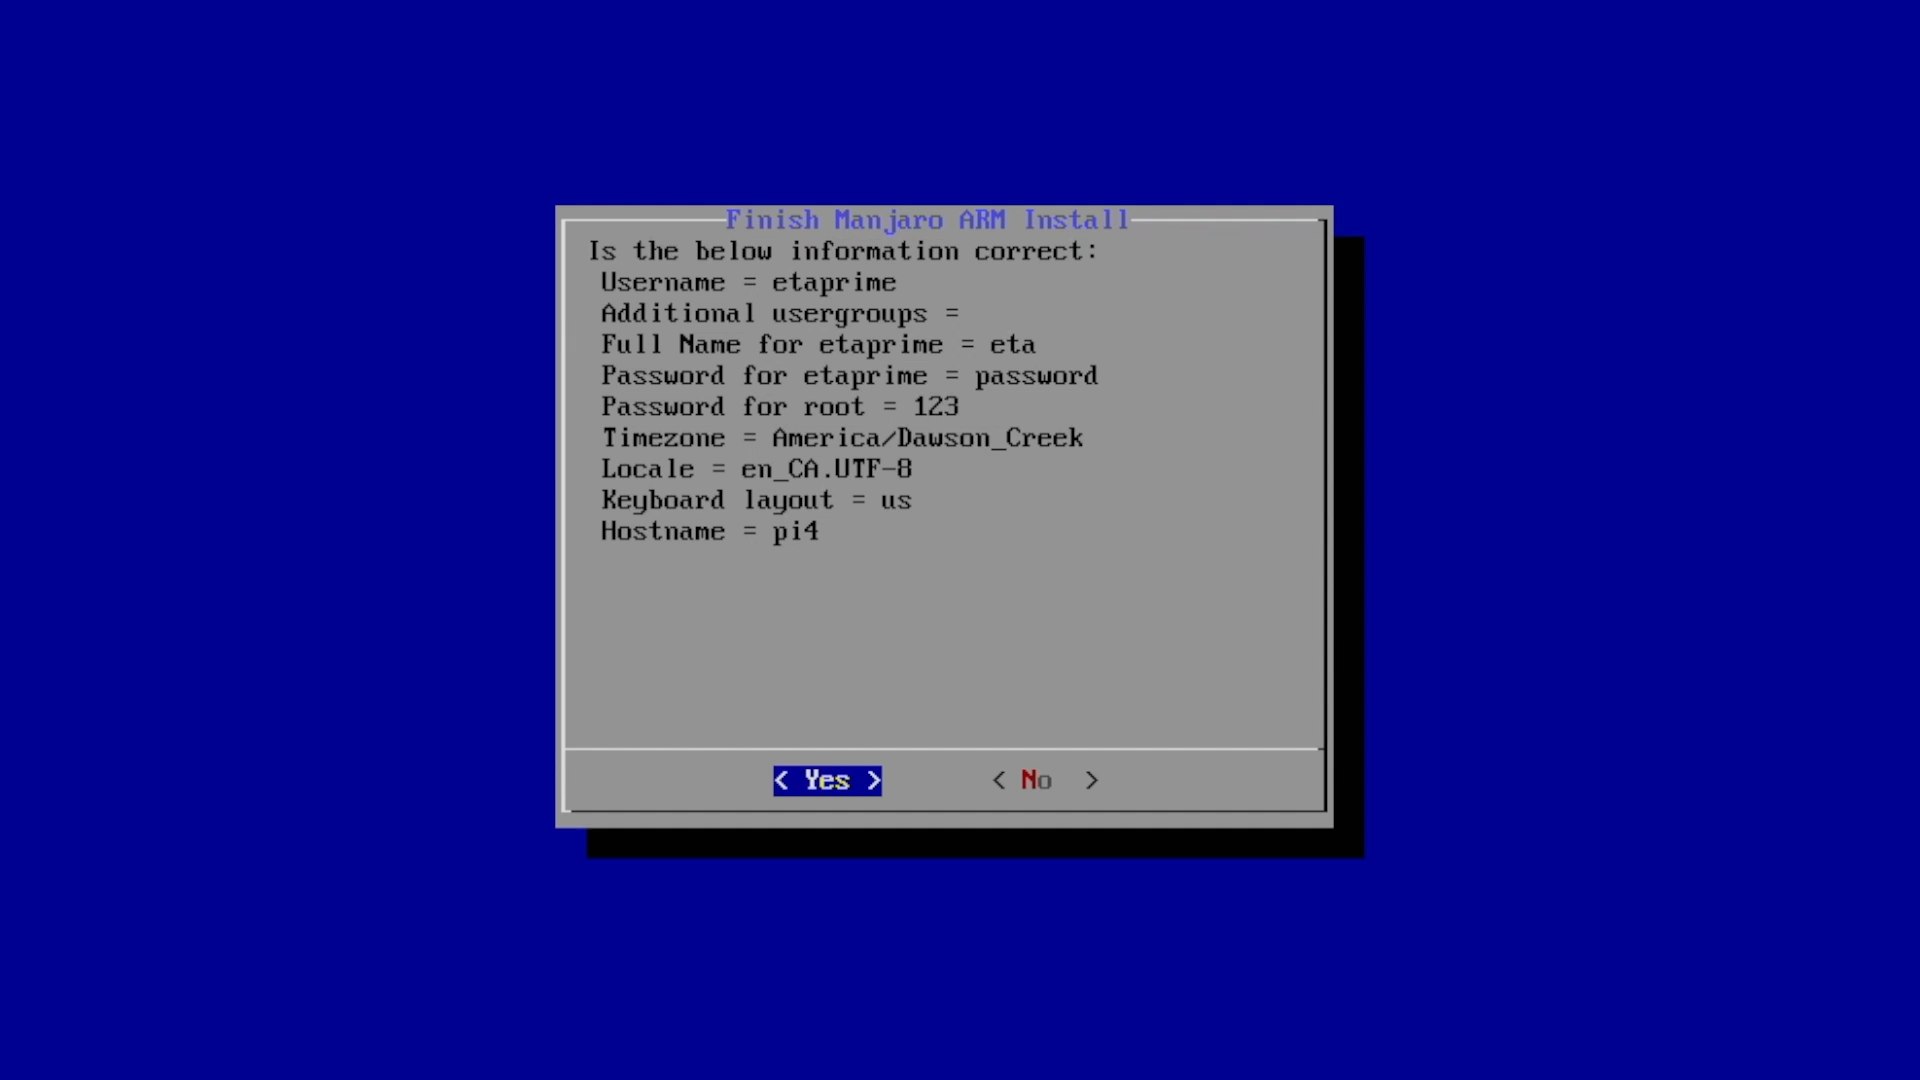 Finish Manjaro ARM Install
Is the below information correct:
Username = etaprime
Additional usergroups =
Full Name for etaprime = eta
Password for etaprime = password
Password for root = 123
Timezone = America/Dawson_Creek
Locale = en_CA.UTF-8
Keyboard layout = us
Hostname = pi4
< Yes > < No >